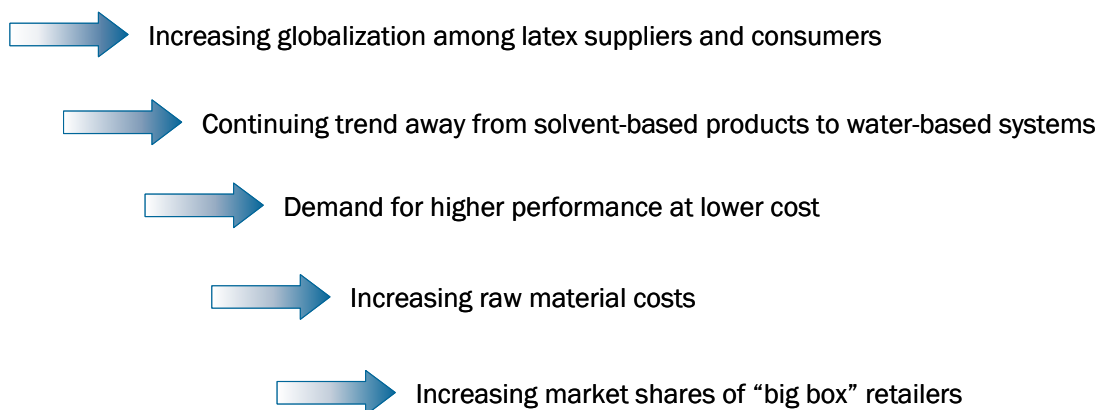 Increasing globalization among latex suppliers and consumers
Continuing trend away from solvent-based products to water-based systems
Demand for higher performance at lower cost
Increasing raw material costs
Increasing market shares of “big box” retailers